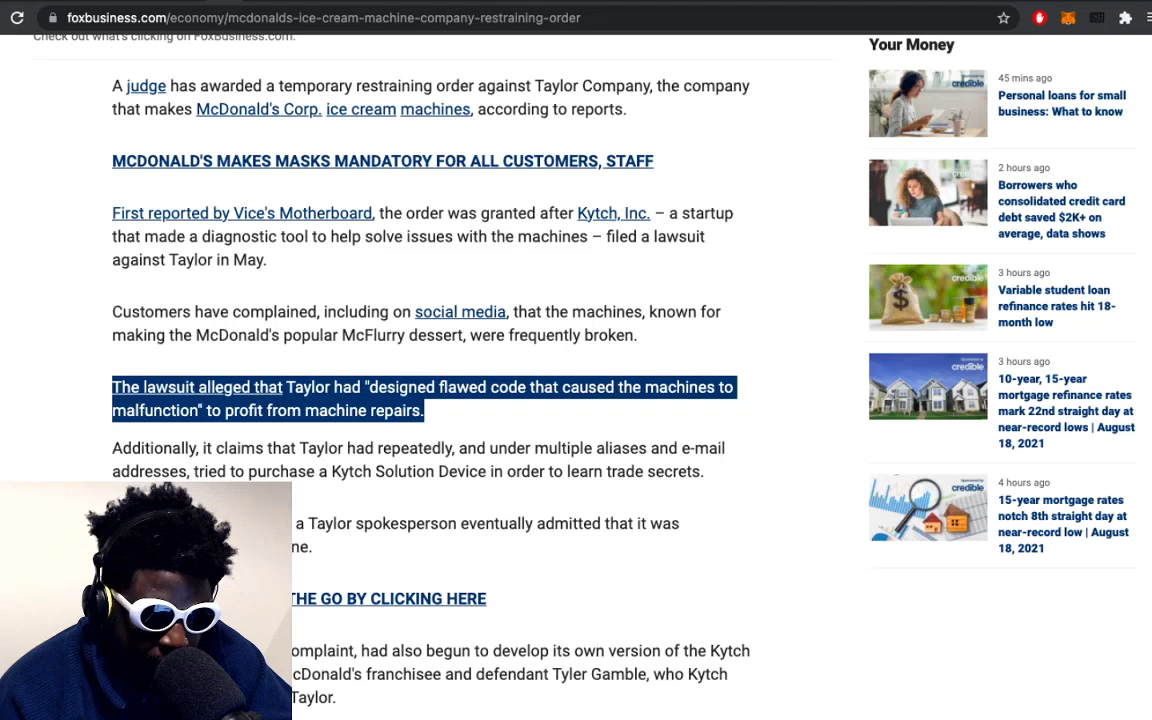 foxbusiness.com/economy/mcdonalds-ice-cream-machine-company-restraining-order
Check out what's clicking on FoxBusiness.com.
A judge has awarded a temporary restraining order against Taylor Company, the company
that makes McDonald's Corp. ice cream machines, according to reports.
MCDONALD'S MAKES MASKS MANDATORY FOR ALL CUSTOMERS, STAFF
First reported by Vice's Motherboard, the order was granted after Kytch, Inc. – a startup
that made a diagnostic tool to help solve issues with the machines – filed a lawsuit
against Taylor in May.
Customers have complained, including on social media, that the machines, known for
making the McDonald's popular McFlurry dessert, were frequently broken.
The lawsuit alleged that Taylor had "designed flawed code that caused the machines to
malfunction" to profit from machine repairs.
Additionally, it claims that Taylor had repeatedly, and under multiple aliases and e-mail
addresses, tried to purchase a Kytch Solution Device in order to learn trade secrets.
a Taylor spokesperson eventually admitted that it was
ne.
THE GO BY CLICKING HERE
omplaint, had also begun to develop its own version of the Kytch
cDonald's franchisee and defendant Tyler Gamble, who Kytch
Taylor.
Your Money
credible
45 mins ago
Personal loans for small
business: What to know
2 hours ago
Borrowers who
consolidated credit card
debt saved $2K+ on
average, data shows
credible
3 hours ago
Variable student loan
refinance rates hit 18-
month low
credible
3 hours ago
10-year, 15-year
mortgage refinance rates
mark 22nd straight day at
near-record lows | August
18, 2021
credible
4 hours ago
15-year mortgage rates
notch 8th straight day at
near-record low | August
18, 2021